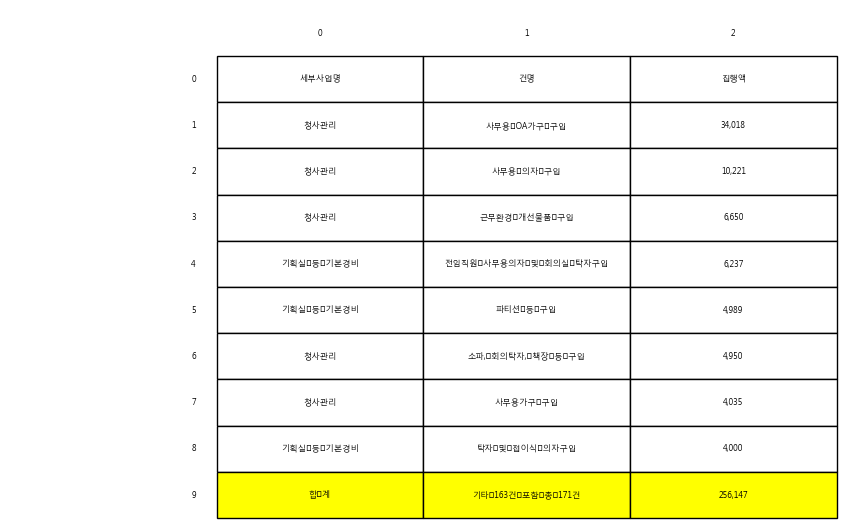 0 1 2
0 세부사업명 건명 집행액
1 청사관리 사무용□OA가구□구입 34,018
2 청사관리 사무용□의자□구입 10,221
3 청사관리 근무환경□개선물품□구입 6,650
4 기획실□등□기본경비 전임직원□사무용의자□및□회의실□탁자구입 6,237
5 기획실□등□기본경비 파티션□등□구입 4,989
6 청사관리 소파,□회의탁자,□책장□등□구입 4,950
7 청사관리 사무용가구□구입 4,035
8 기획실□등□기본경비 탁자□및□접이식□의자구입 4,000
9 합□계 기타□163건□포함□총□171건 256,147